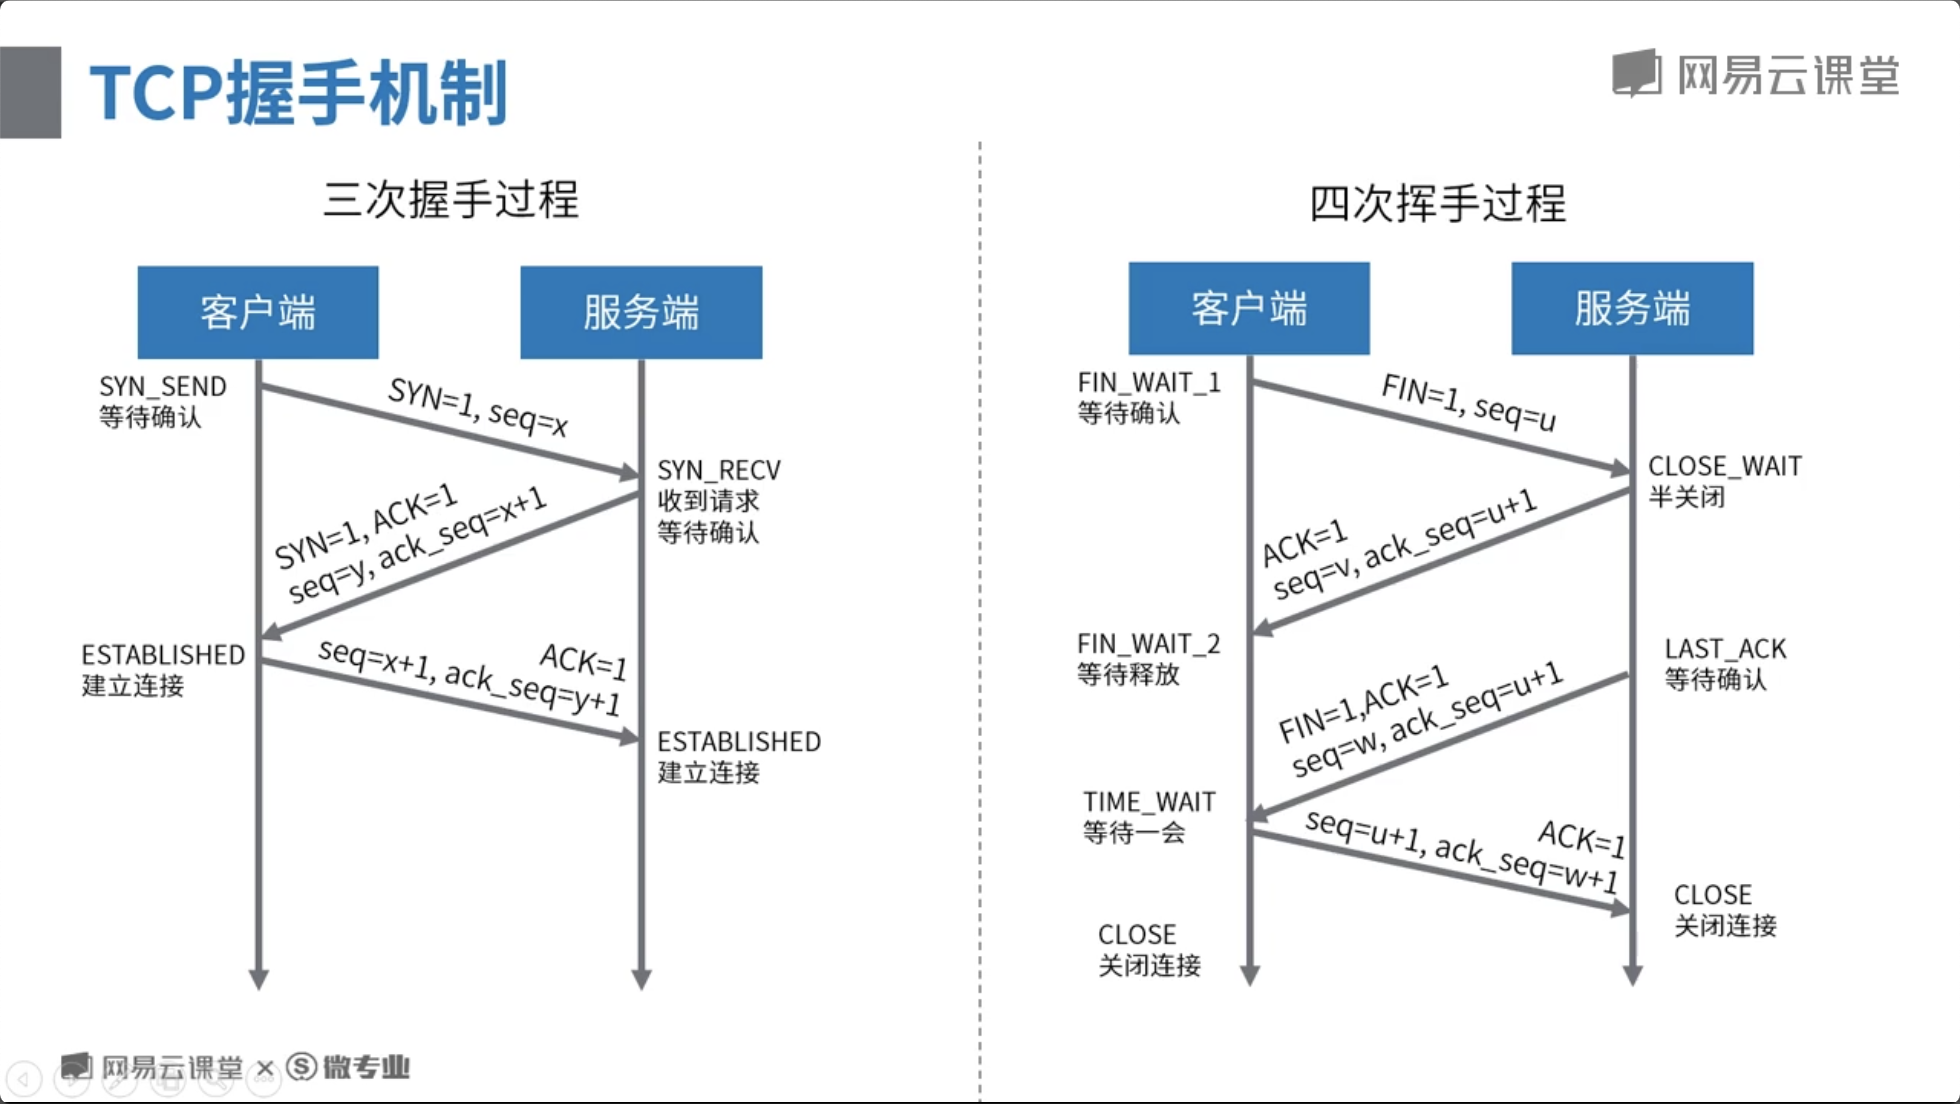 TCP握手机制
网易云课堂
三次握手过程
客户端
服务端
SYN_SEND
等待确认
SYN=1, seq=x
SYN_RECV
收到请求
等待确认
SYN=1, ACK=1
seq=y, ack_seq=x+1
ESTABLISHED
建立连接
ACK=1
seq=x+1, ack_seq=y+1
ESTABLISHED
建立连接
四次挥手过程
客户端
服务端
FIN_WAIT_1
等待确认
FIN=1, seq=u
CLOSE_WAIT
半关闭
ACK=1
seq=v, ack_seq=u+1
FIN_WAIT_2
等待释放
LAST_ACK
等待确认
FIN=1,ACK=1
seq=w, ack_seq=u+1
TIME_WAIT
等待一会
ACK=1
seq=u+1, ack_seq=w+1
CLOSE
关闭连接
CLOSE
关闭连接
网易云课堂 × 微专业